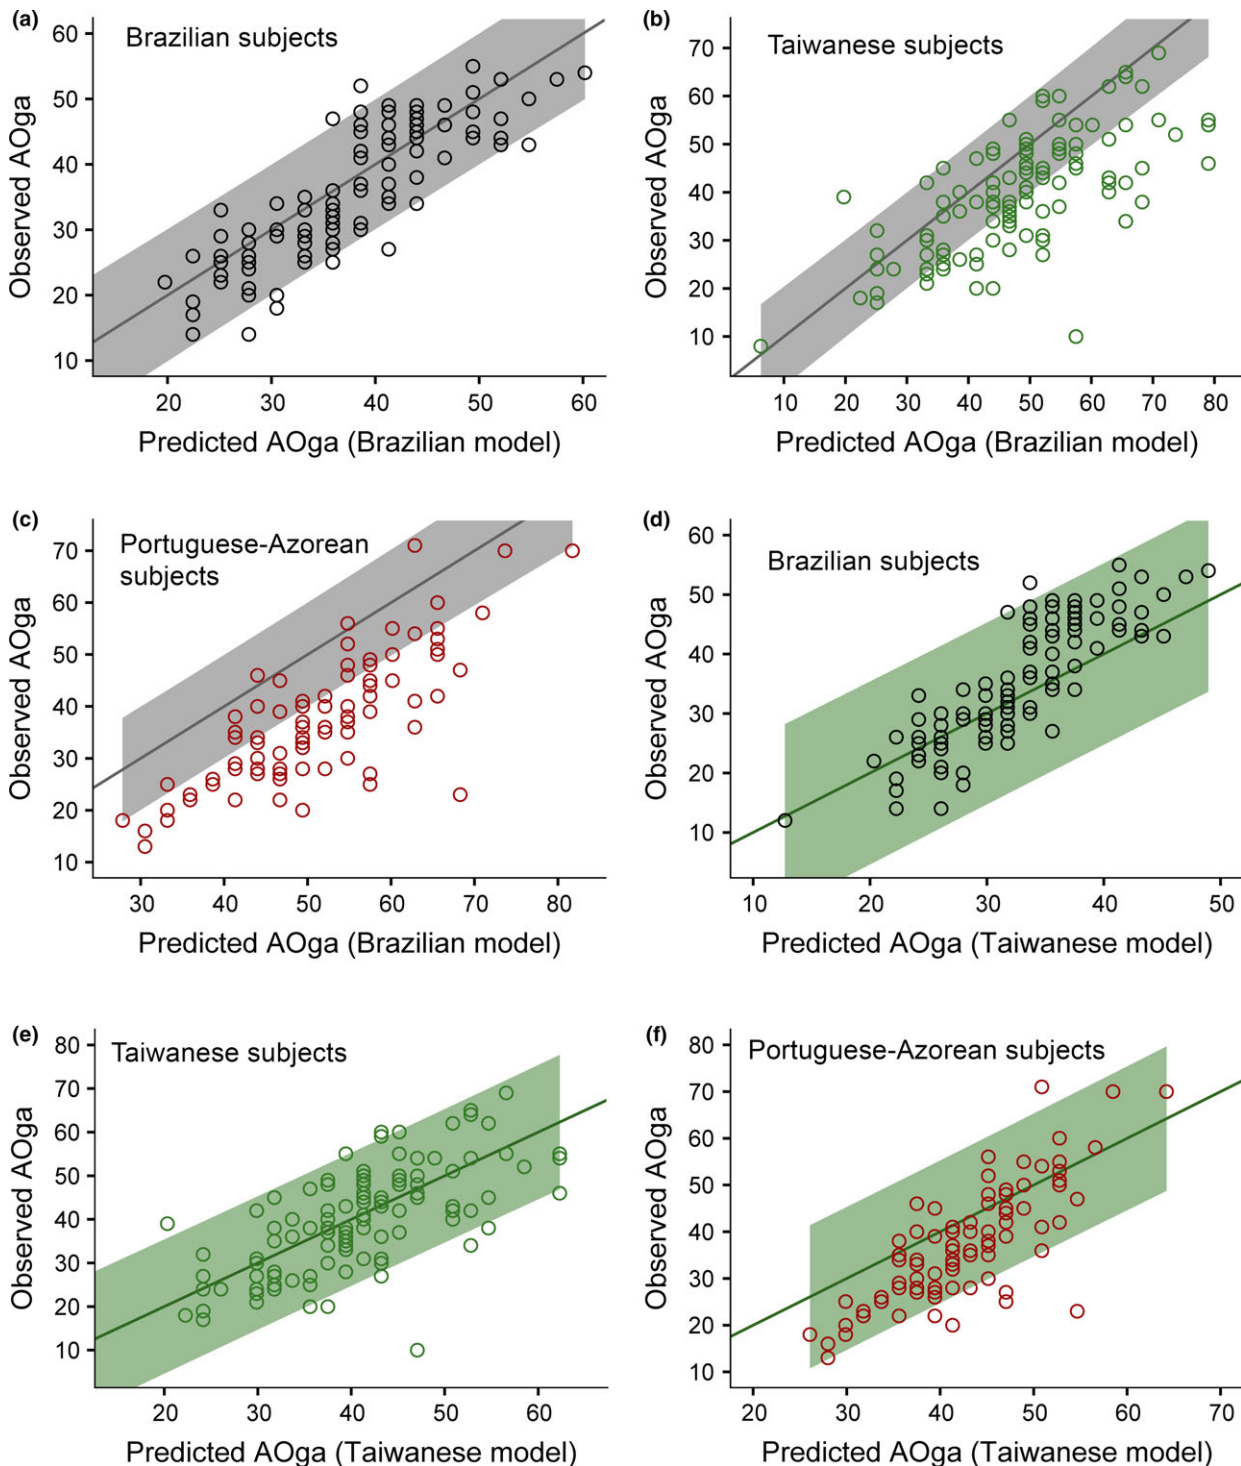 (a)
Brazilian subjects
Observed AOga
60
50
40
30
20
10
20 30 40 50 60
Predicted AOga (Brazilian model)
(b)
Taiwanese subjects
Observed AOga
70
60
50
40
30
20
10
10 20 30 40 50 60 70 80
Predicted AOga (Brazilian model)
(c)
Portuguese-Azorean
subjects
Observed AOga
70
60
50
40
30
20
10
30 40 50 60 70 80
Predicted AOga (Brazilian model)
(d)
Brazilian subjects
Observed AOga
60
50
40
30
20
10
10 20 30 40 50
Predicted AOga (Taiwanese model)
(e)
Taiwanese subjects
Observed AOga
80
70
60
50
40
30
20
10
20 30 40 50 60
Predicted AOga (Taiwanese model)
(f)
Portuguese-Azorean subjects
Observed AOga
80
70
60
50
40
30
20
10
20 30 40 50 60 70
Predicted AOga (Taiwanese model)